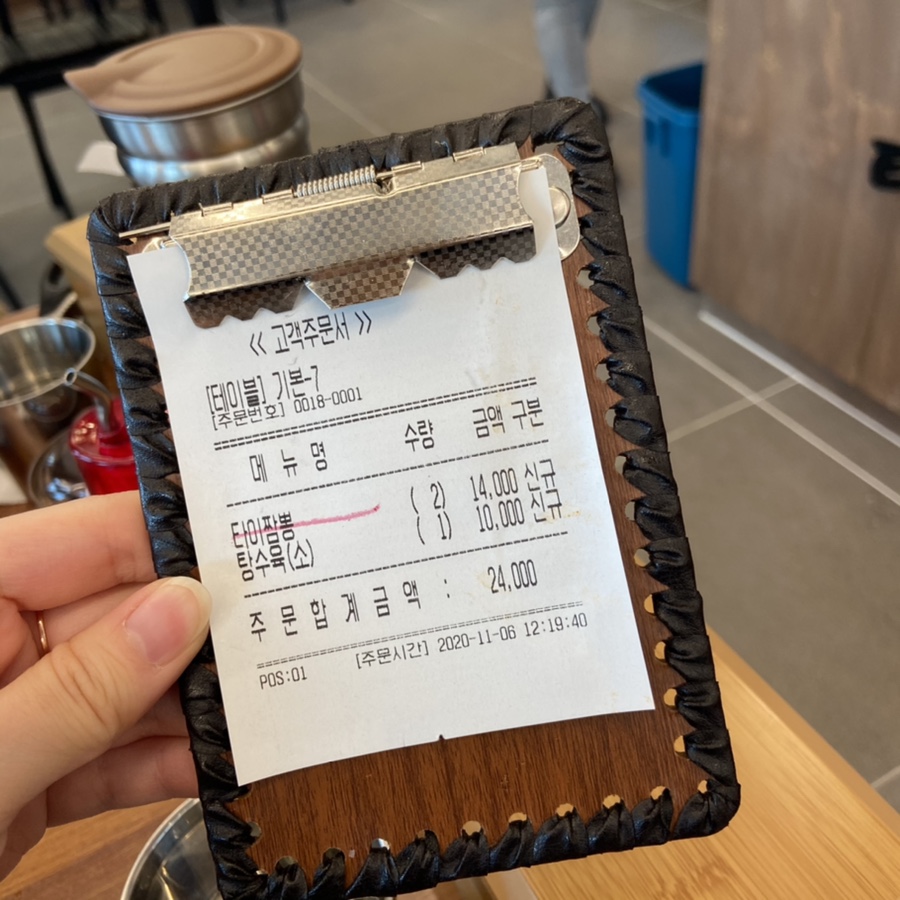 《 고객주문서 》
[테이블] 기본-7
[주문번호] 0018-0001
메 뉴 명 수량 금액 구분
타이짬뽕 ( 2) 14,000 신규
탕수육(소) ( 1) 10,000 신규
주 문 합 계 금 액 : 24,000
[주문시간] 2020-11-06 12:19:40
POS:01